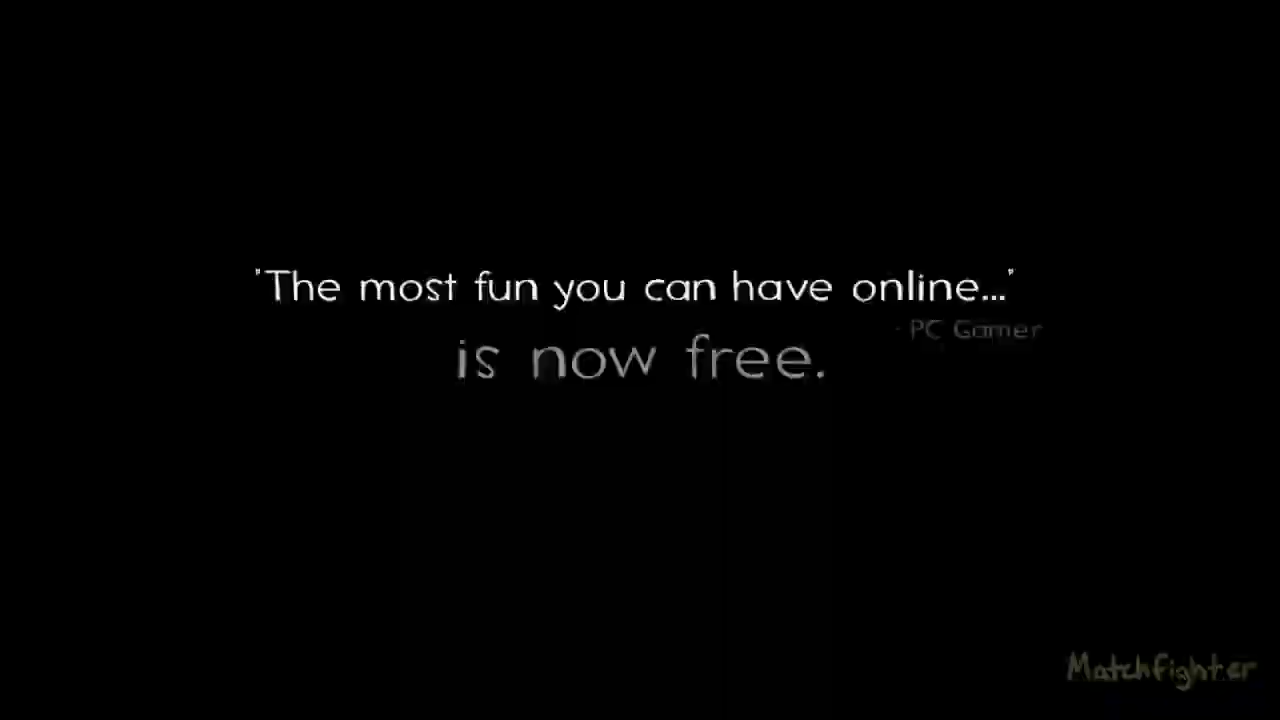 "The most fun you can have online..."
- PC Gamer
is now free.
Matchfighter